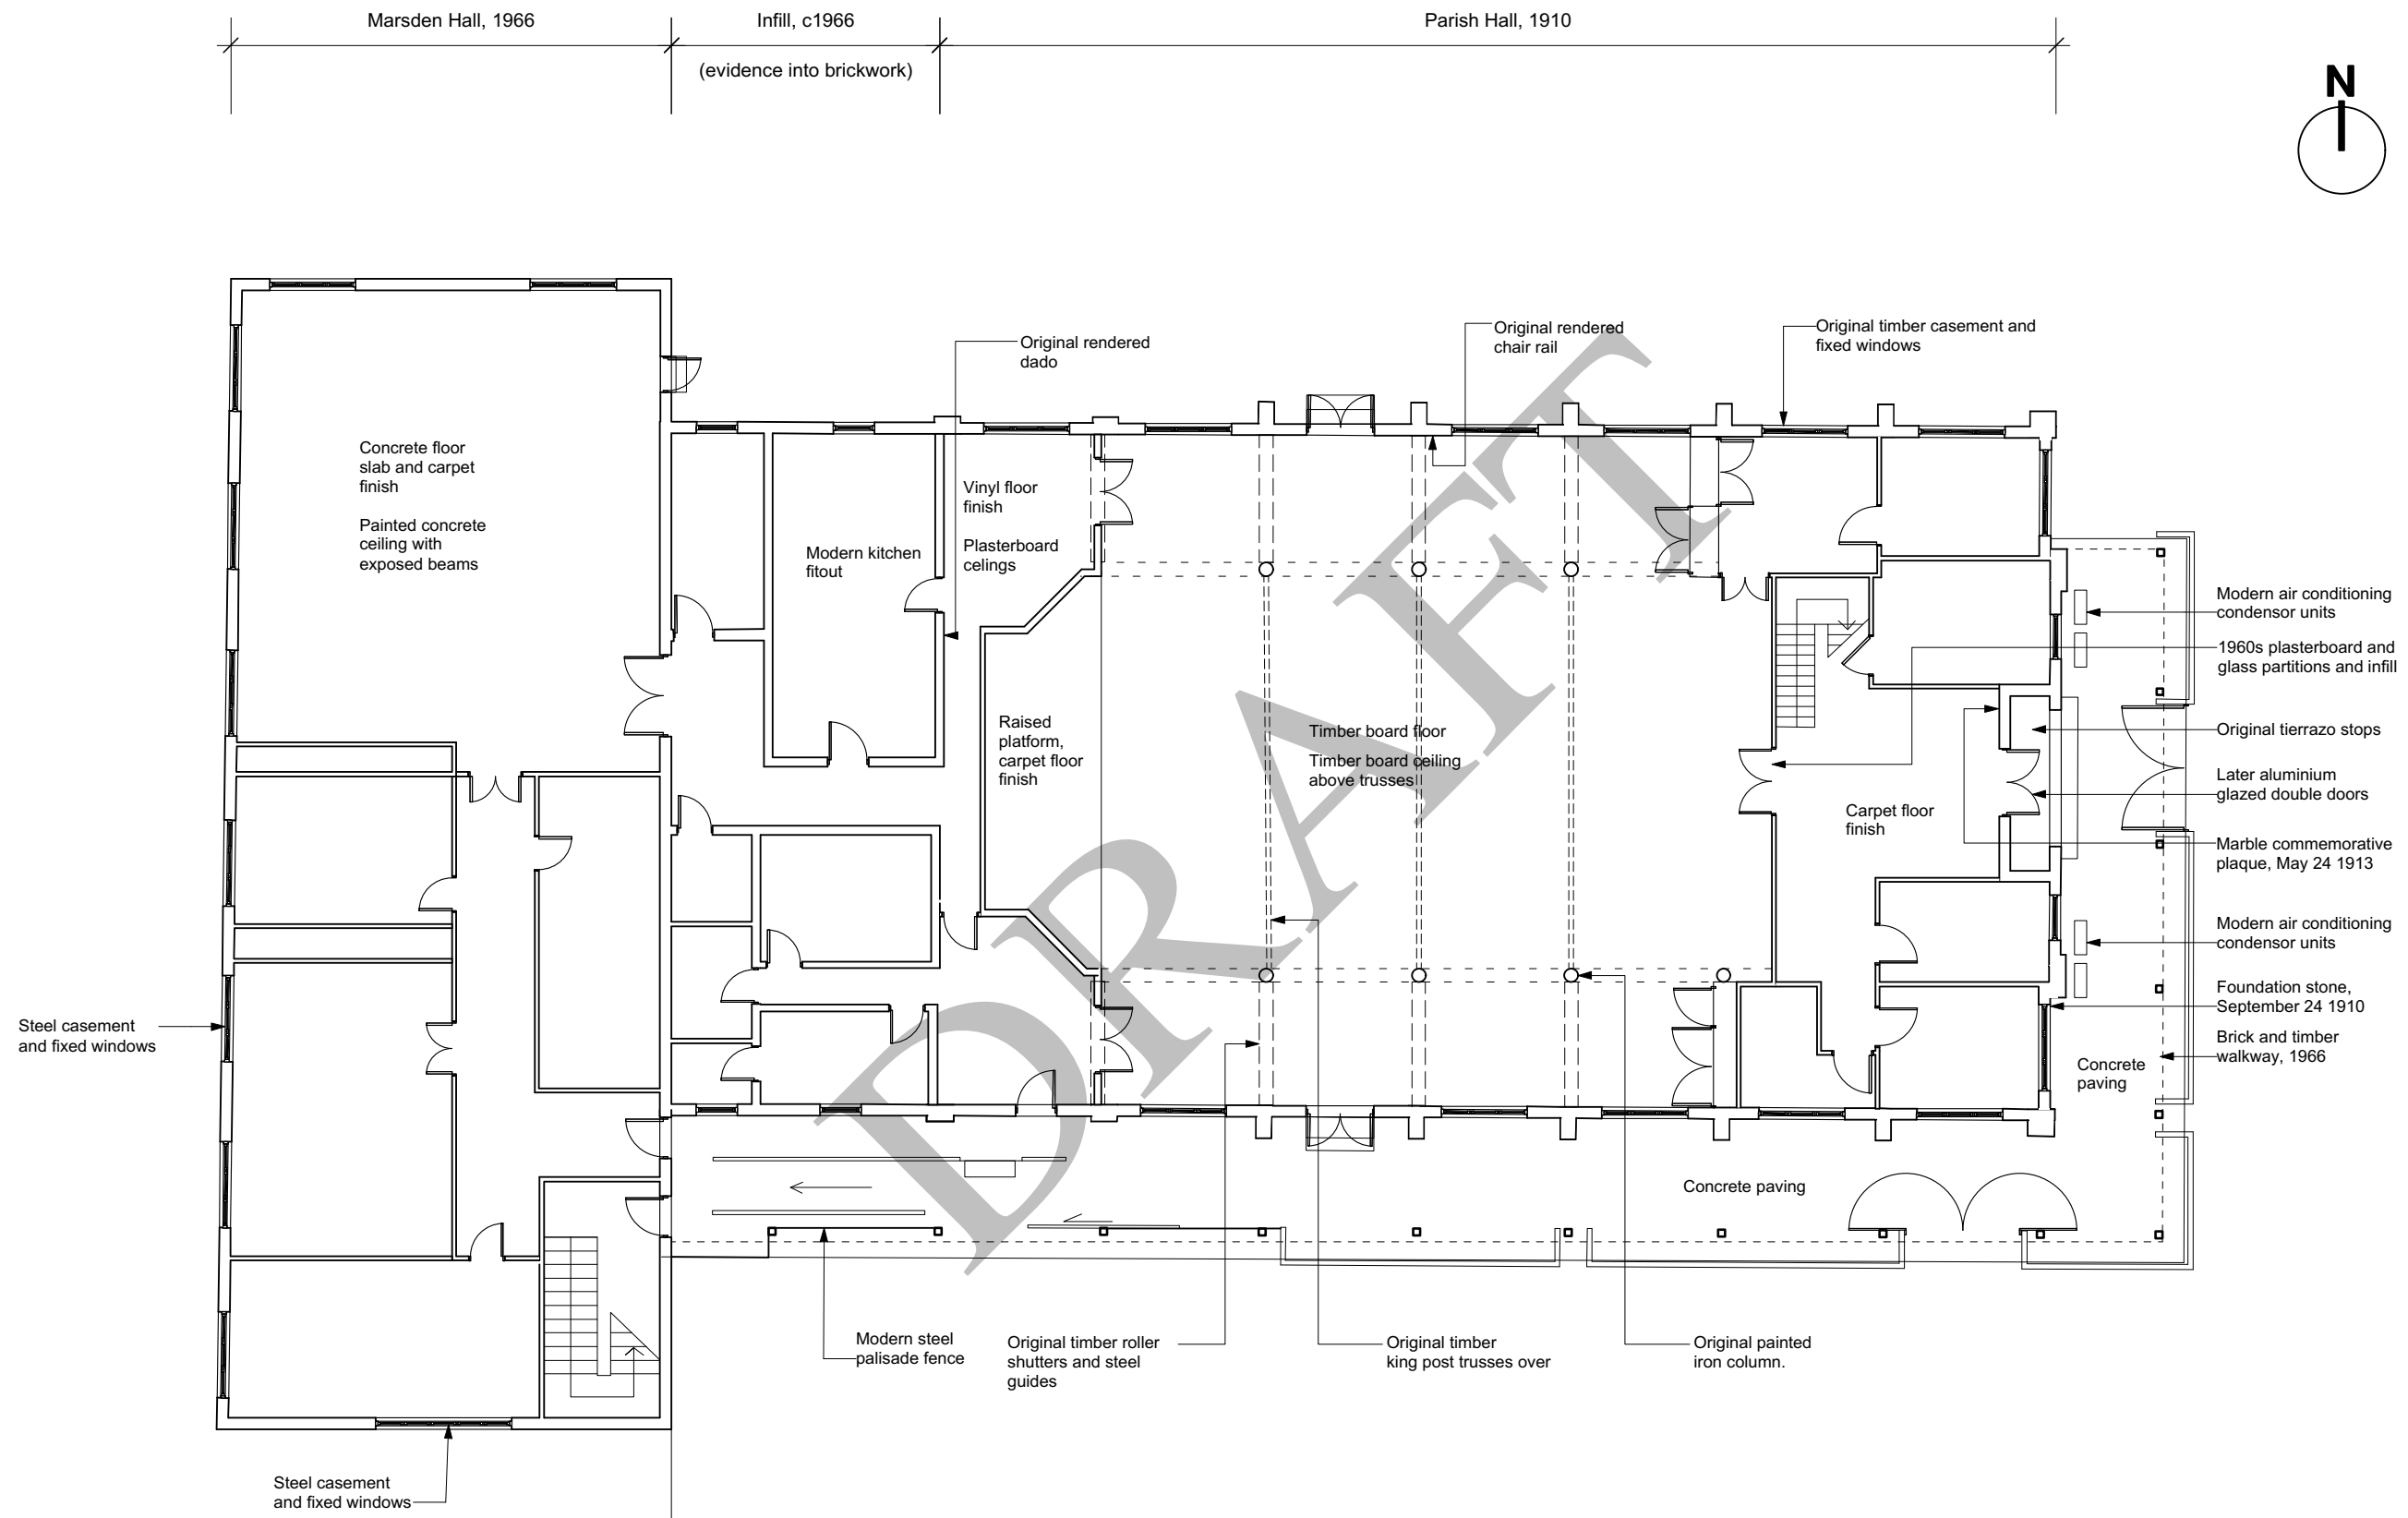 Marsden Hall, 1966
Infill, c1966
Parish Hall, 1910
(evidence into brickwork)
N
Original rendered
dado
Original rendered
chair rail
Original timber casement and
fixed windows
Concrete floor
slab and carpet
finish
Painted concrete
ceiling with
exposed beams
Modern kitchen
fitout
Vinyl floor
finish
Plasterboard
celings
Raised
platform,
carpet floor
finish
Timber board floor
Timber board ceiling
above trusses
Carpet floor
finish
Modern air conditioning
condensor units
1960s plasterboard and
glass partitions and infill
Original tierrazo stops
Later aluminium
glazed double doors
Marble commemorative
plaque, May 24 1913
Modern air conditioning
condensor units
Foundation stone,
September 24 1910
Brick and timber
walkway, 1966
Concrete
paving
Concrete paving
Steel casement
and fixed windows
Modern steel
palisade fence
Original timber roller
shutters and steel
guides
Original timber
king post trusses over
Original painted
iron column.
Steel casement
and fixed windows
DRAFT